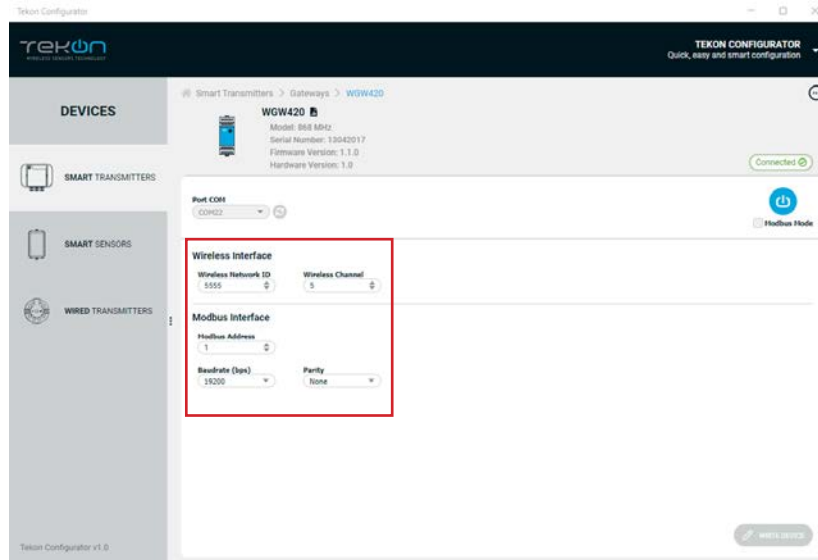 Tekon Configurator
TEKON
WIRELESS SENSORS TECHNOLOGY
TEKON CONFIGURATOR
Quick, easy and smart configuration
DEVICES
SMART TRANSMITTERS
SMART SENSORS
WIRED TRANSMITTERS
Tekon Configurator v1.0
Smart Transmitters > Gateways > WGW420
WGW420
Model: 868 MHz
Serial Number: 13042017
Firmware Version: 1.1.0
Hardware Version: 1.0
Connected
Port COM
COM22
Modbus Mode
Wireless Interface
Wireless Network ID Wireless Channel
5555 5
Modbus Interface
Modbus Address
1
Baudrate (bps) Parity
19200 None
WRITE DEVICE